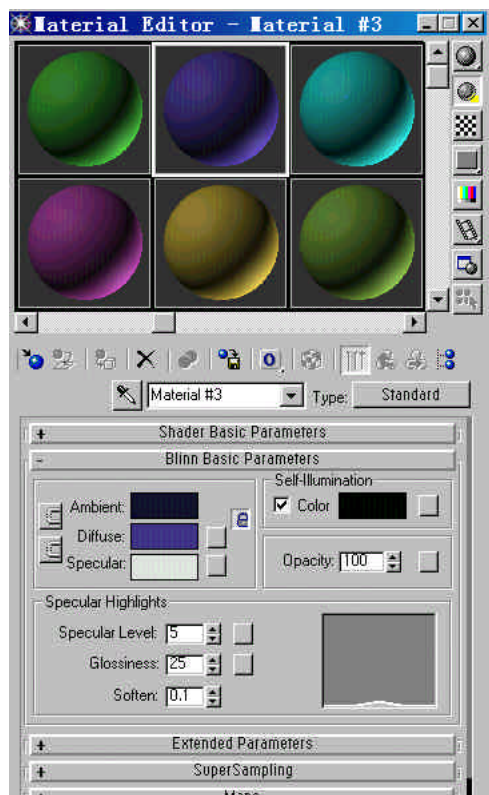 Material Editor - Material #3
Material #3
Type:
Standard
+ Shader Basic Parameters
- Blinn Basic Parameters
Self-Illumination
Ambient:
Color
Diffuse:
Specular:
Opacity: 100
Specular Highlights
Specular Level: 5
Glossiness: 25
Soften: 0.1
+ Extended Parameters
+ SuperSampling
+ Maps